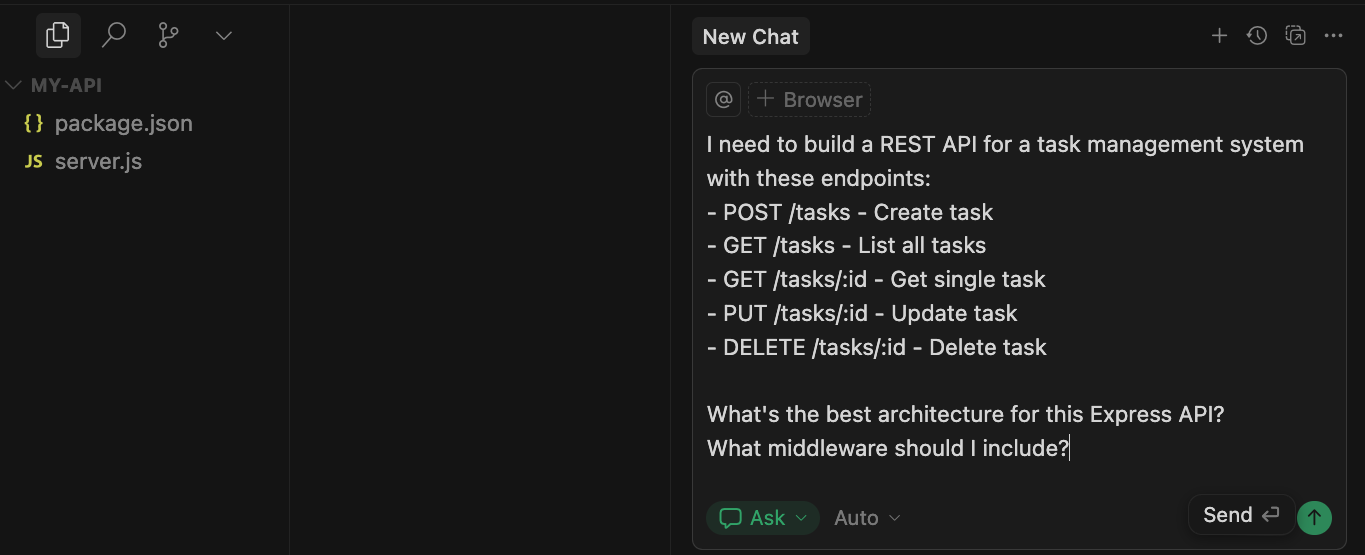 MY-API
{} package.json
JS server.js
New Chat
@ + Browser
I need to build a REST API for a task management system
with these endpoints:
- POST /tasks - Create task
- GET /tasks - List all tasks
- GET /tasks/:id - Get single task
- PUT /tasks/:id - Update task
- DELETE /tasks/:id - Delete task
What's the best architecture for this Express API?
What middleware should I include?
Ask Auto Send